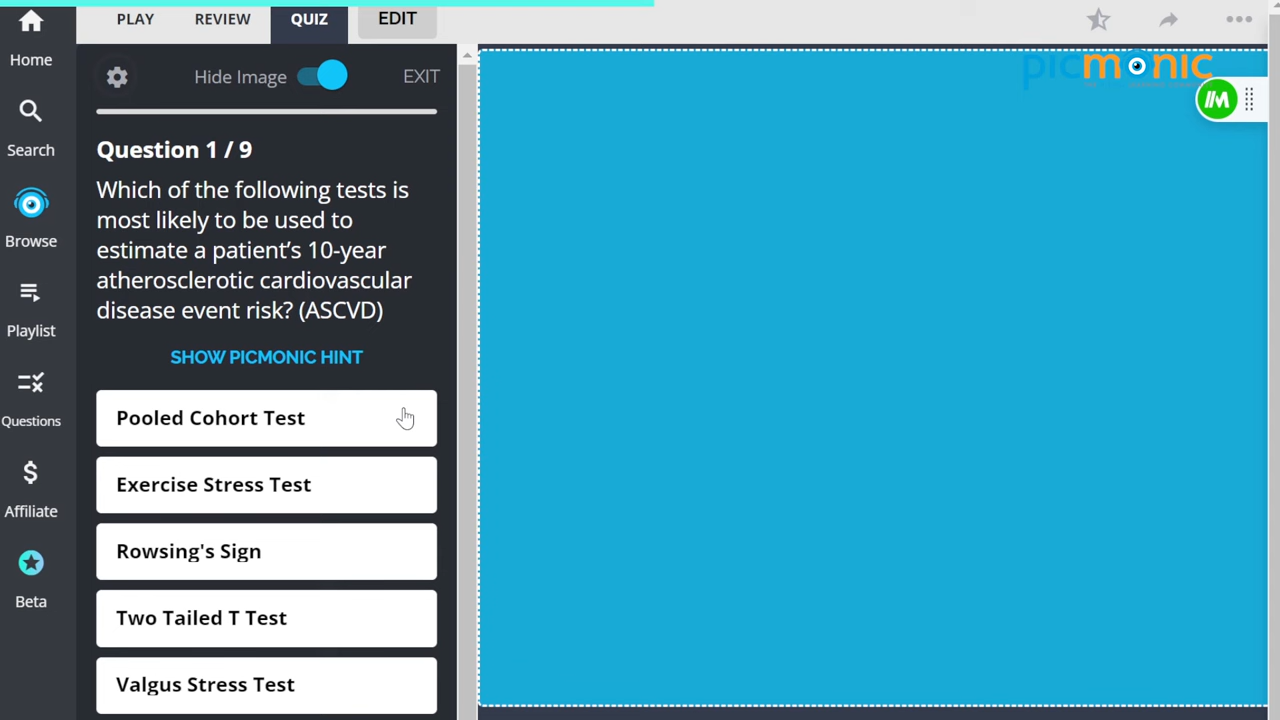 PLAY
REVIEW
QUIZ
EDIT
Home
Search
Browse
Playlist
Questions
Affiliate
Beta
Hide Image
EXIT
Question 1 / 9
Which of the following tests is
most likely to be used to
estimate a patient’s 10-year
atherosclerotic cardiovascular
disease event risk? (ASCVD)
SHOW PICMONIC HINT
Pooled Cohort Test
Exercise Stress Test
Rowsing's Sign
Two Tailed T Test
Valgus Stress Test
picmonic